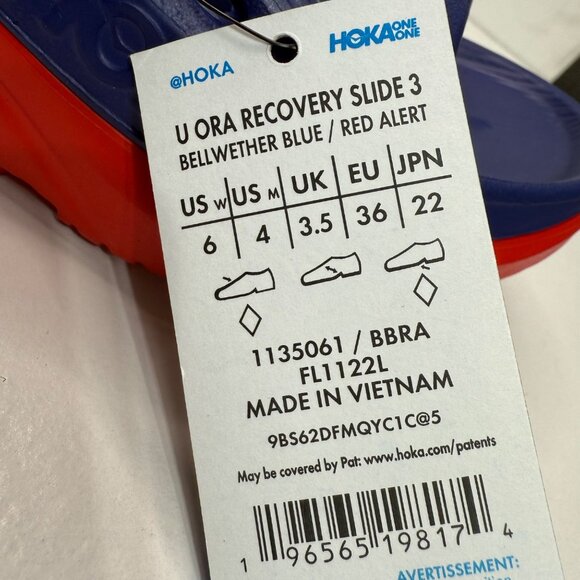 @HOKA
HOKA ONE ONE
U ORA RECOVERY SLIDE 3
BELLWETHER BLUE / RED ALERT
US W US M UK EU JPN
6 4 3.5 36 22
1135061 / BBRA
FL1122L
MADE IN VIETNAM
9BS62DFMQYC1C@5
May be covered by Pat: www.hoka.com/patents
1 96565 19817 4
AVERTISSEMENT: